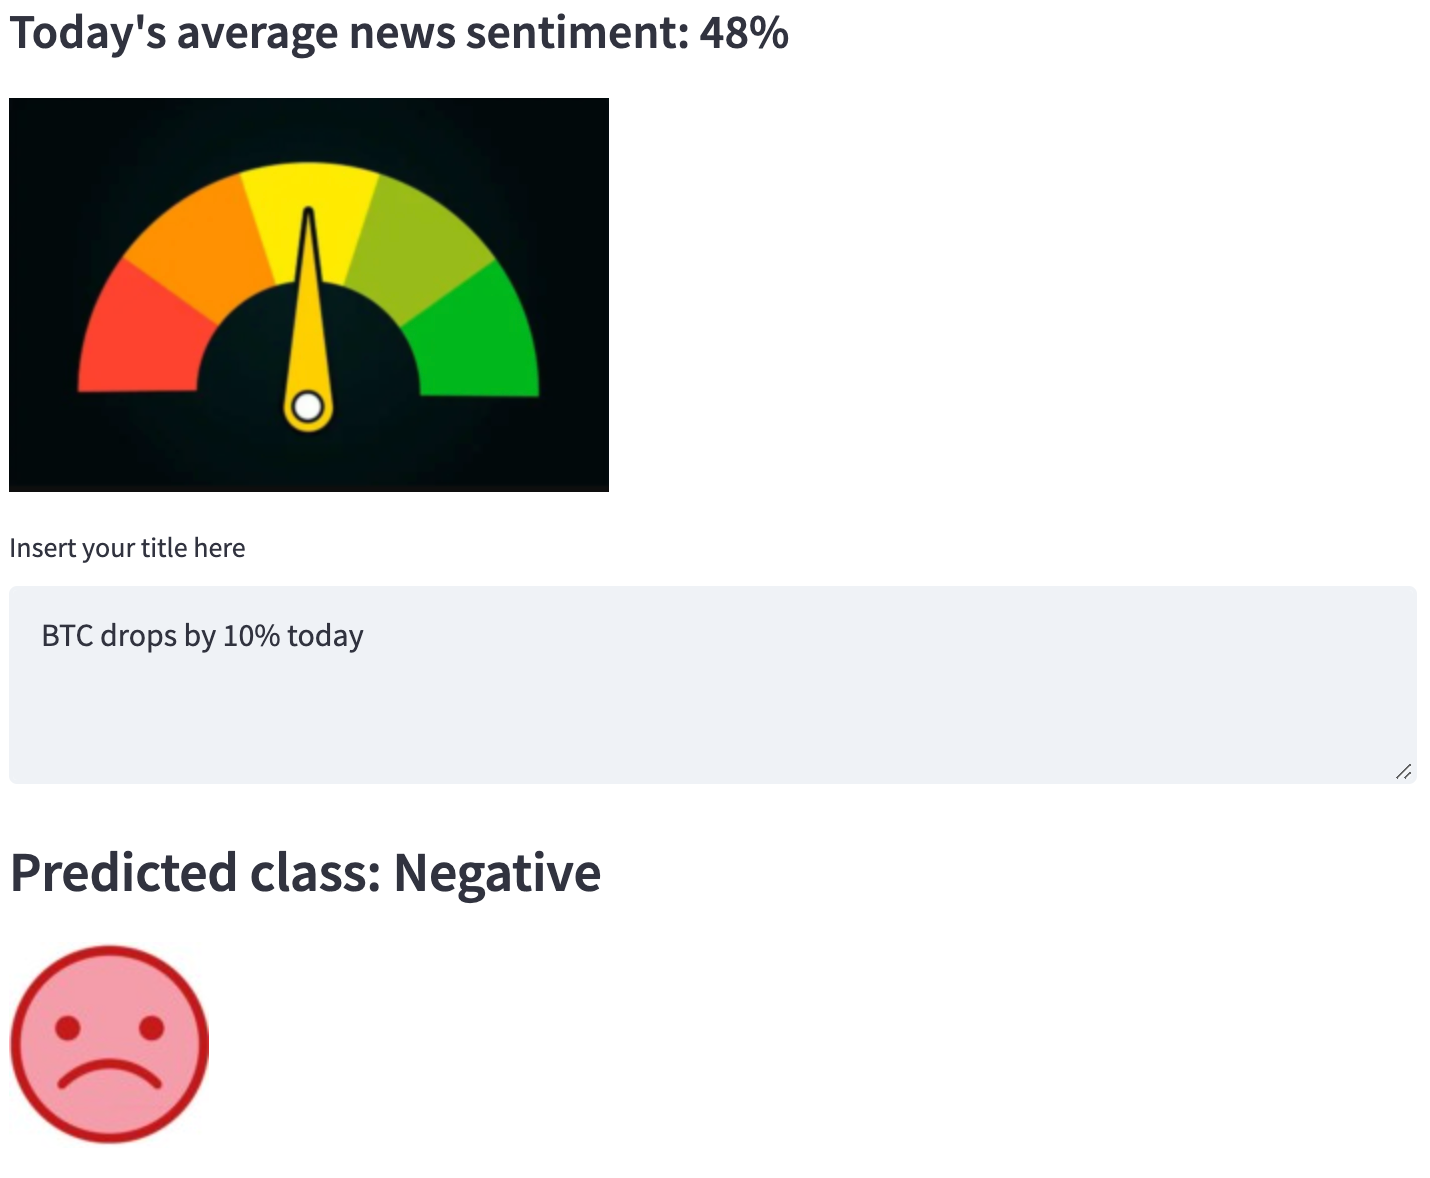 Today's average news sentiment: 48%
Insert your title here
BTC drops by 10% today
Predicted class: Negative